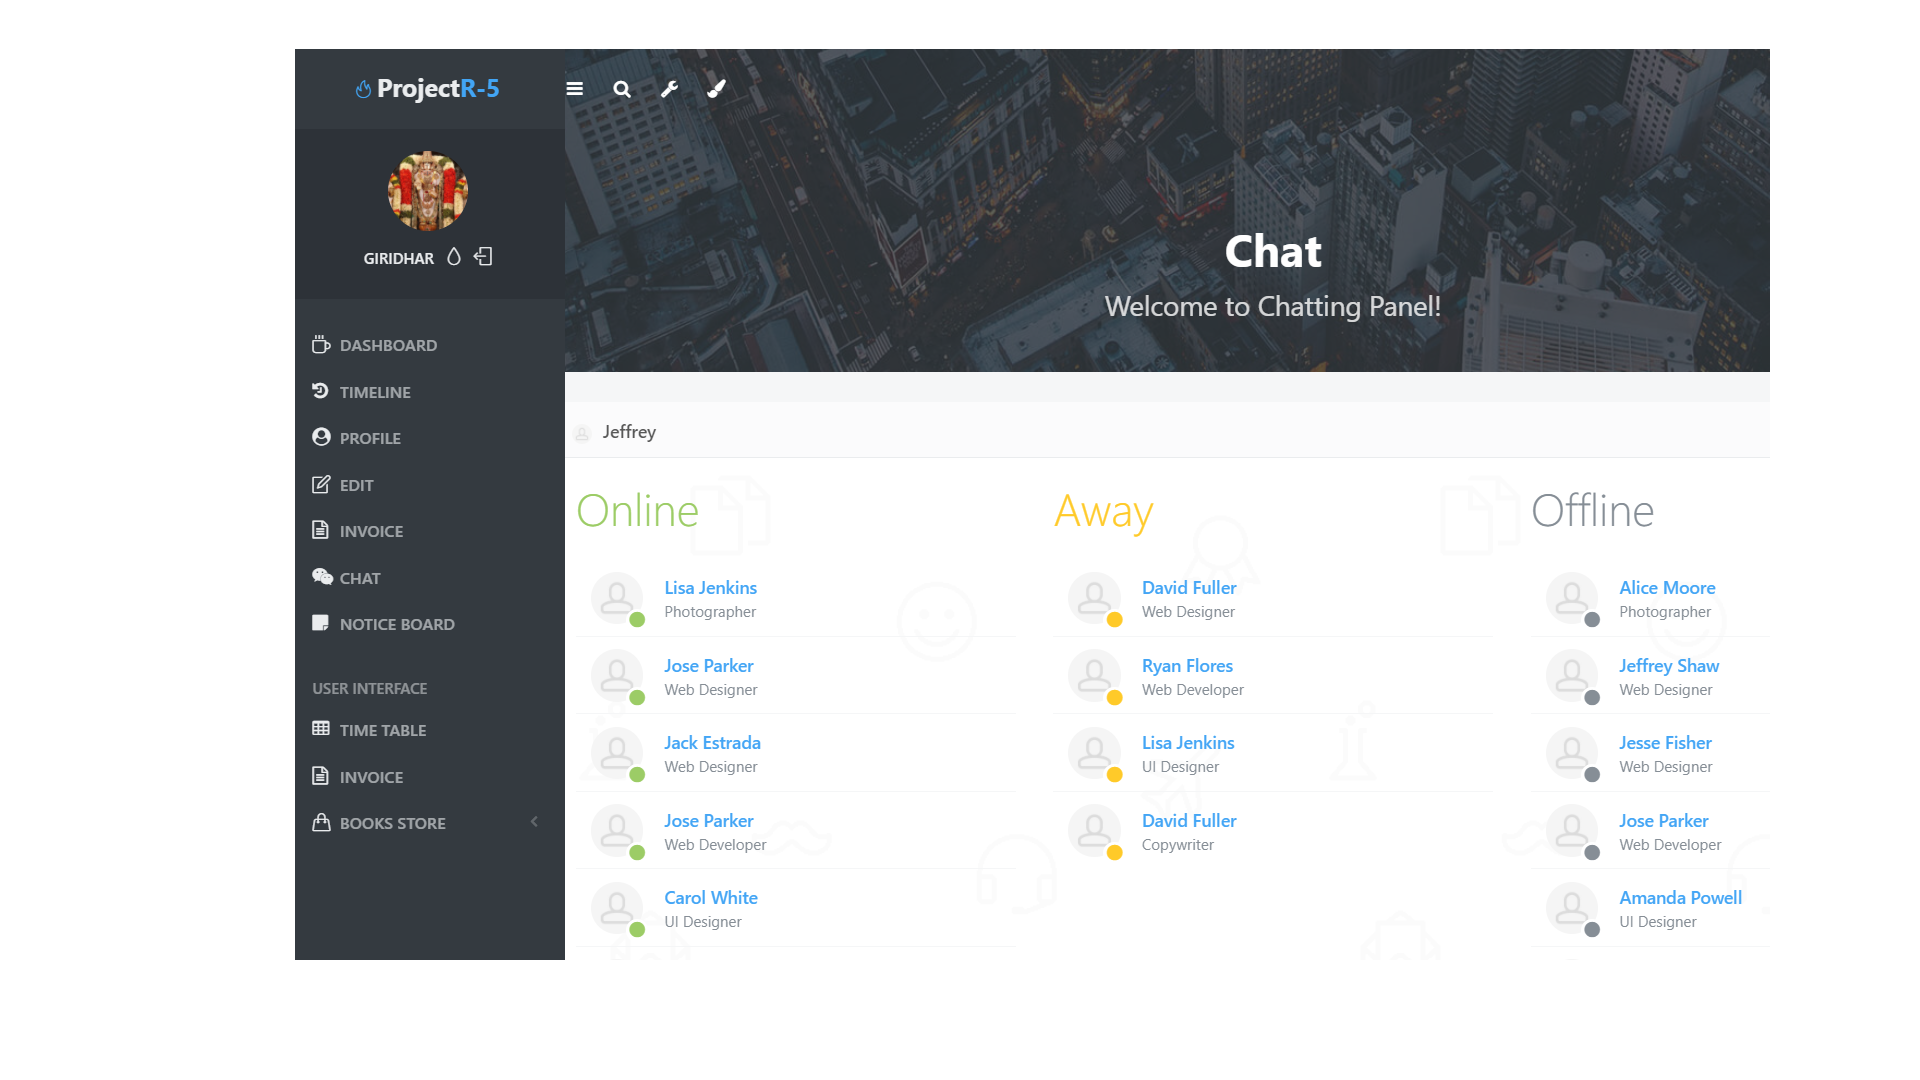 ProjectR-5
GIRIDHAR
DASHBOARD
TIMELINE
PROFILE
EDIT
INVOICE
CHAT
NOTICE BOARD
USER INTERFACE
TIME TABLE
INVOICE
BOOKS STORE
Chat
Welcome to Chatting Panel!
Jeffrey
Online
Lisa Jenkins
Photographer
Jose Parker
Web Designer
Jack Estrada
Web Designer
Jose Parker
Web Developer
Carol White
UI Designer
Away
David Fuller
Web Designer
Ryan Flores
Web Developer
Lisa Jenkins
UI Designer
David Fuller
Copywriter
Offline
Alice Moore
Photographer
Jeffrey Shaw
Web Designer
Jesse Fisher
Web Designer
Jose Parker
Web Developer
Amanda Powell
UI Designer